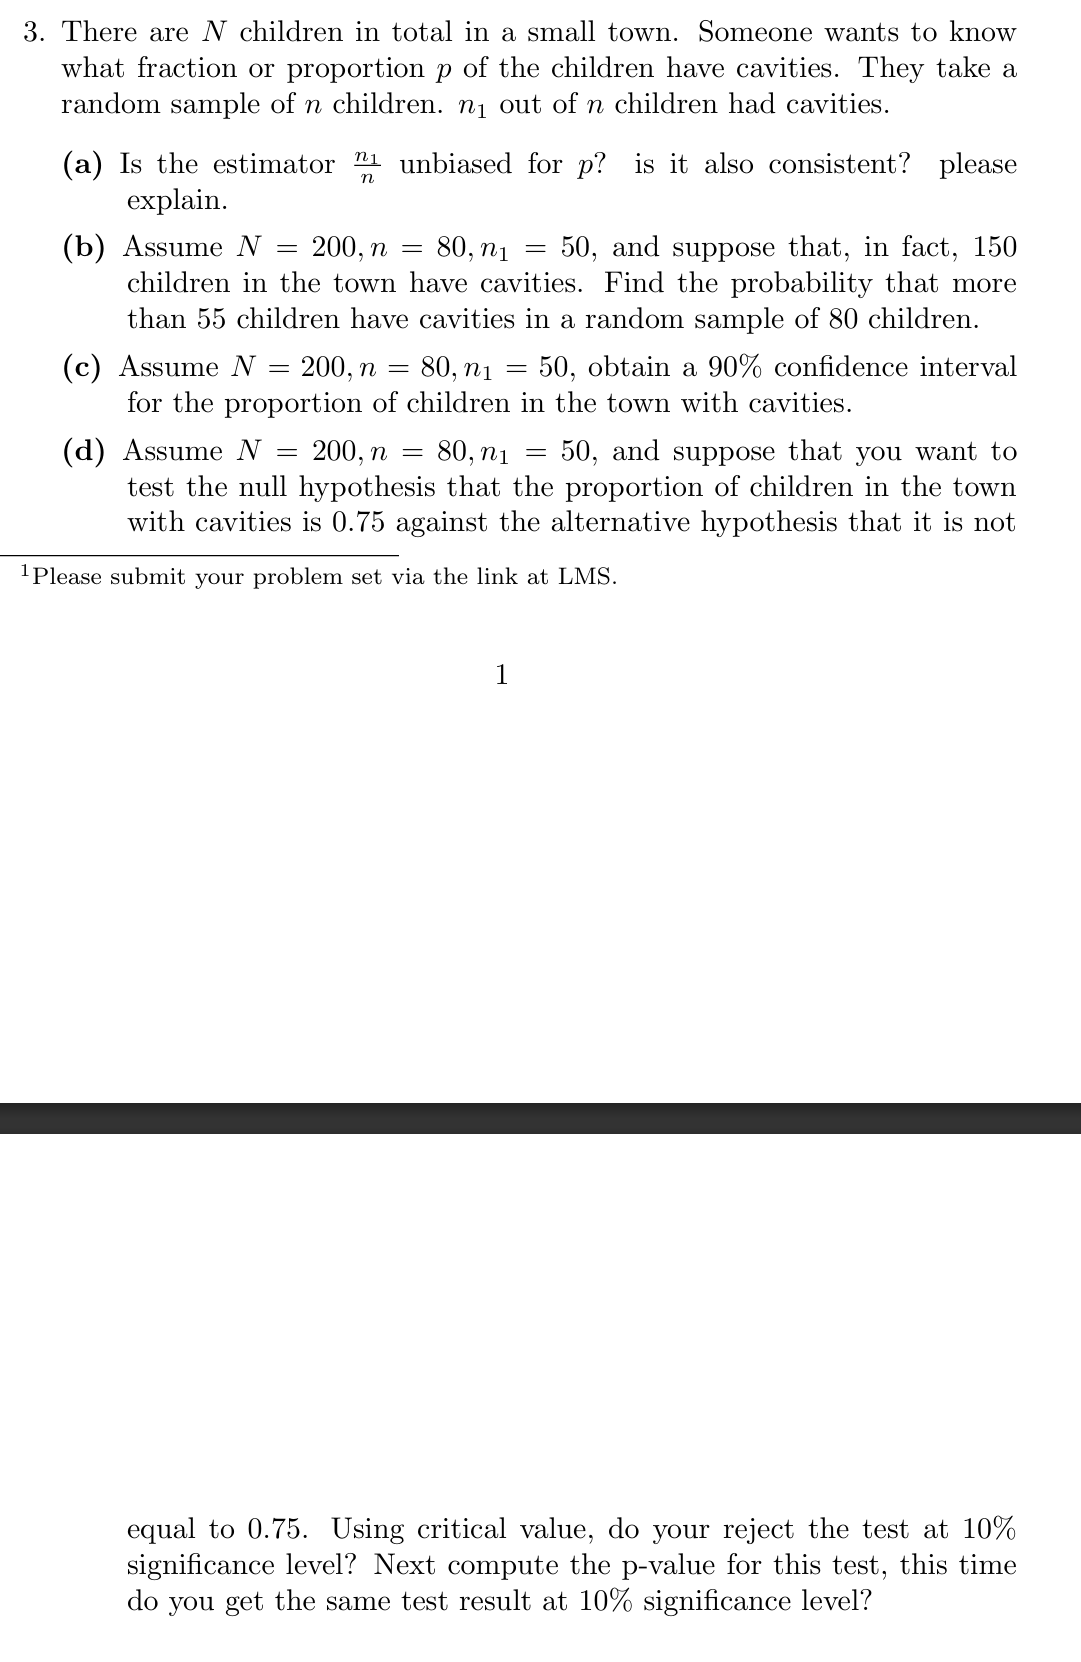 3. There are N children in total in a small town. Someone wants to know
what fraction or proportion p of the children have cavities. They take a
random sample of n children. n₁ out of n children had cavities.
(a) Is the estimator n₁/n unbiased for p? is it also consistent? please
explain.
(b) Assume N = 200, n = 80, n₁ = 50, and suppose that, in fact, 150
children in the town have cavities. Find the probability that more
than 55 children have cavities in a random sample of 80 children.
(c) Assume N = 200, n = 80, n₁ = 50, obtain a 90% confidence interval
for the proportion of children in the town with cavities.
(d) Assume N = 200, n = 80, n₁ = 50, and suppose that you want to
test the null hypothesis that the proportion of children in the town
with cavities is 0.75 against the alternative hypothesis that it is not
¹Please submit your problem set via the link at LMS.
1
equal to 0.75. Using critical value, do your reject the test at 10%
significance level? Next compute the p-value for this test, this time
do you get the same test result at 10% significance level?